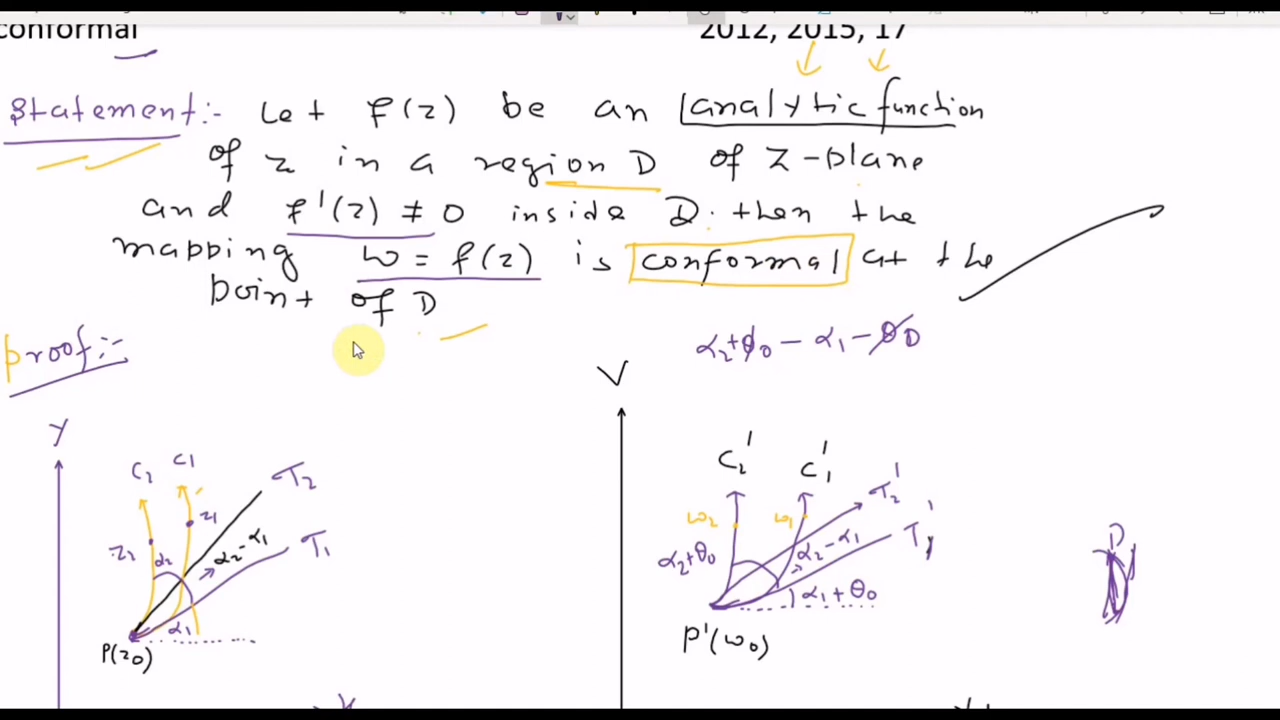 conformal
2012, 2015, 17
Statement:- Let f(z) be an analytic function
of z in a region D of Z-plane
and f'(z) ≠ 0 inside D. then the
mapping w = f(z) is conformal at the
point of D
proof:-
α₂+θ₀ - α₁ - θ₀
V
Y
C₂ C₁ T₂
C₂' C₁' T₂'
z₂ z₁ α₂ α₂-α₁ T₁
w₂ w₁ α₂+θ₀ α₂-α₁ T₁'
α₁ α₁+θ₀
P(z₀)
P'(w₀)